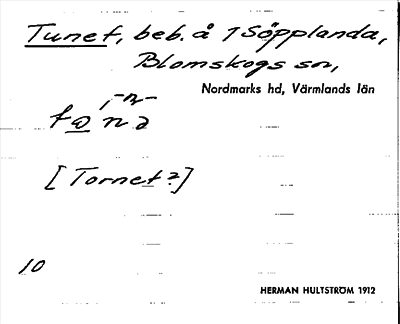 Tunet, beb. å 1 Söpplanda,
Blomskogs sn,
Nordmarks hd, Värmlands län
[Tornet?]
10
HERMAN HULTSTRÖM 1912